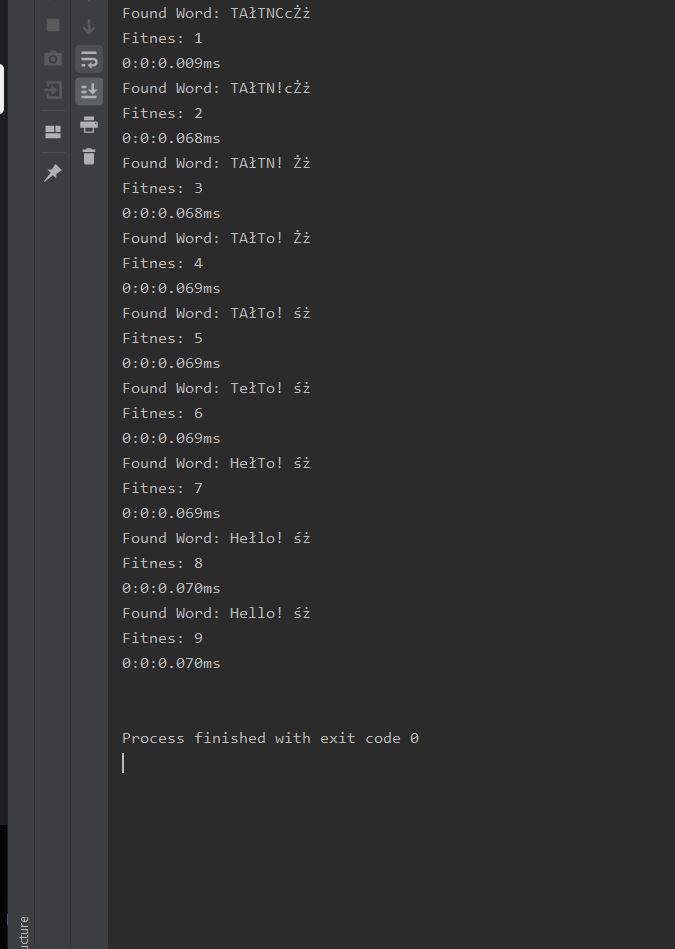 Found Word: TAłTNCcŻż
Fitnes: 1
0:0:0.009ms
Found Word: TAłTN!cŻż
Fitnes: 2
0:0:0.068ms
Found Word: TAłTN! Żż
Fitnes: 3
0:0:0.068ms
Found Word: TAłTo! Żż
Fitnes: 4
0:0:0.069ms
Found Word: TAłTo! śż
Fitnes: 5
0:0:0.069ms
Found Word: TełTo! śż
Fitnes: 6
0:0:0.069ms
Found Word: HełTo! śż
Fitnes: 7
0:0:0.069ms
Found Word: Hełlo! śż
Fitnes: 8
0:0:0.070ms
Found Word: Hello! śż
Fitnes: 9
0:0:0.070ms
Process finished with exit code 0
ucture